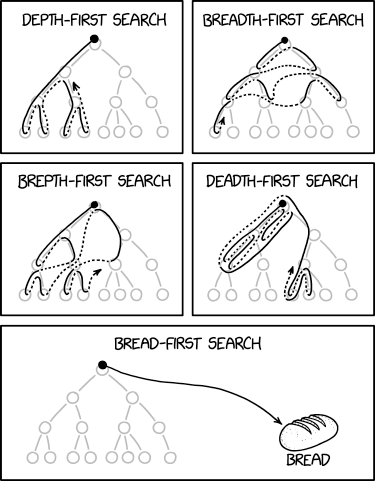 DEPTH-FIRST SEARCH
BREADTH-FIRST SEARCH
BREPTH-FIRST SEARCH
DEADTH-FIRST SEARCH
BREAD-FIRST SEARCH
BREAD